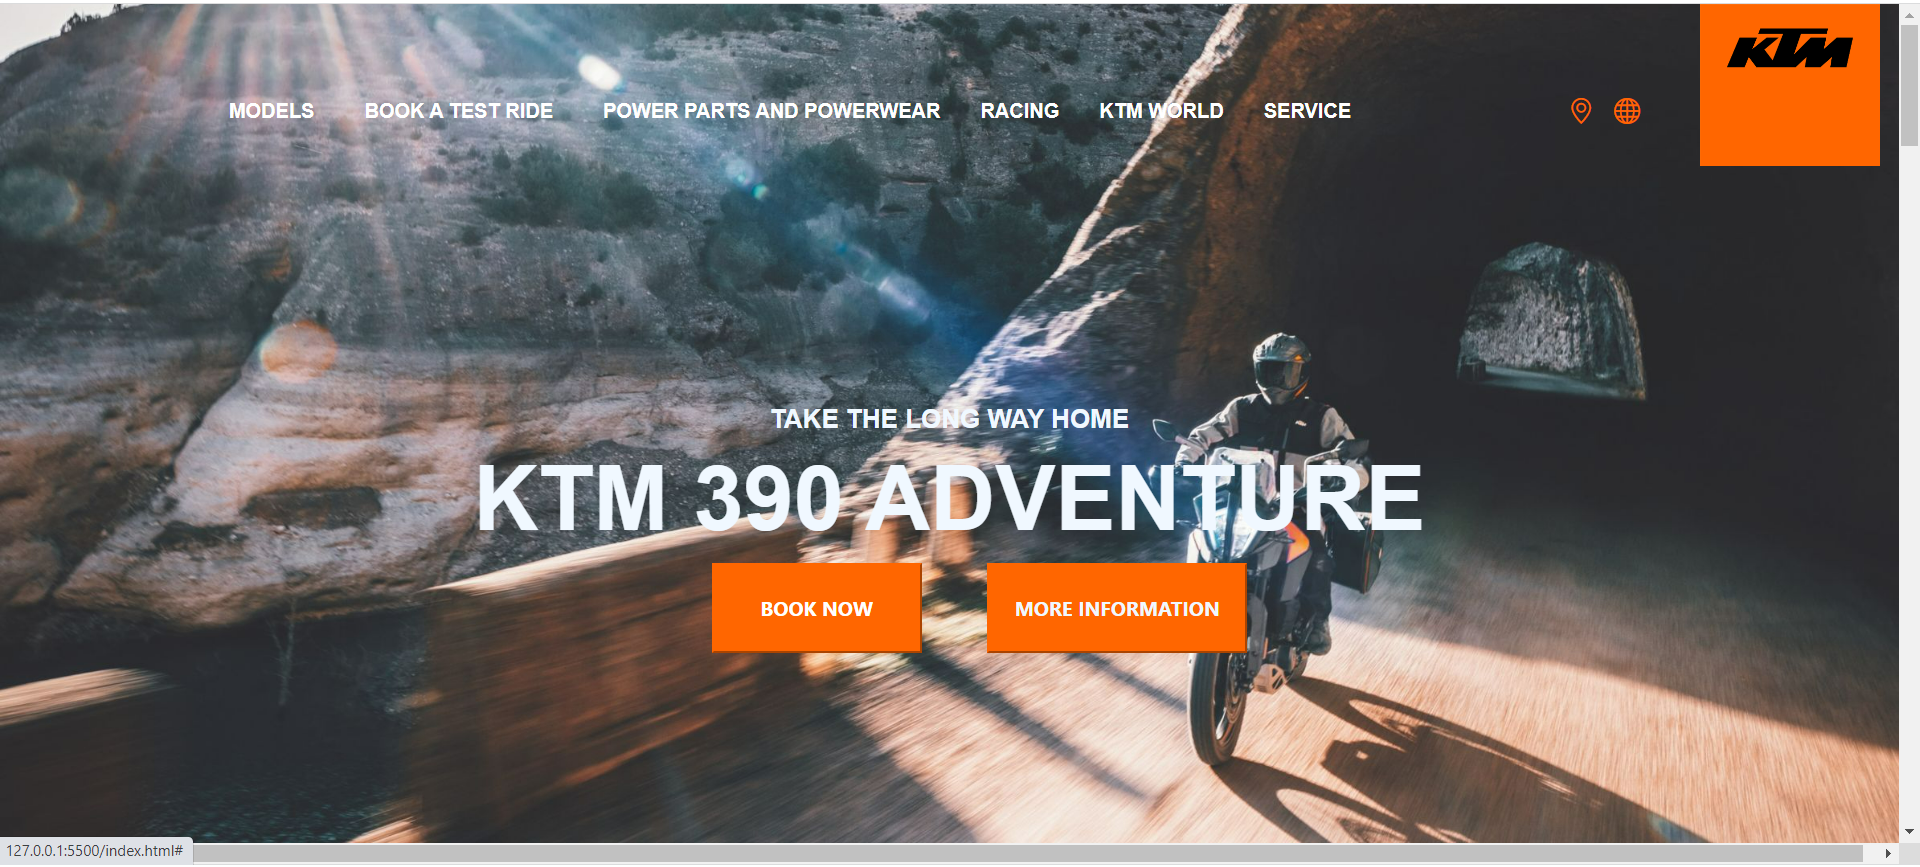 KTM
MODELS BOOK A TEST RIDE POWER PARTS AND POWERWEAR RACING KTM WORLD SERVICE
TAKE THE LONG WAY HOME
KTM 390 ADVENTURE
BOOK NOW MORE INFORMATION
127.0.0.1:5500/index.html#